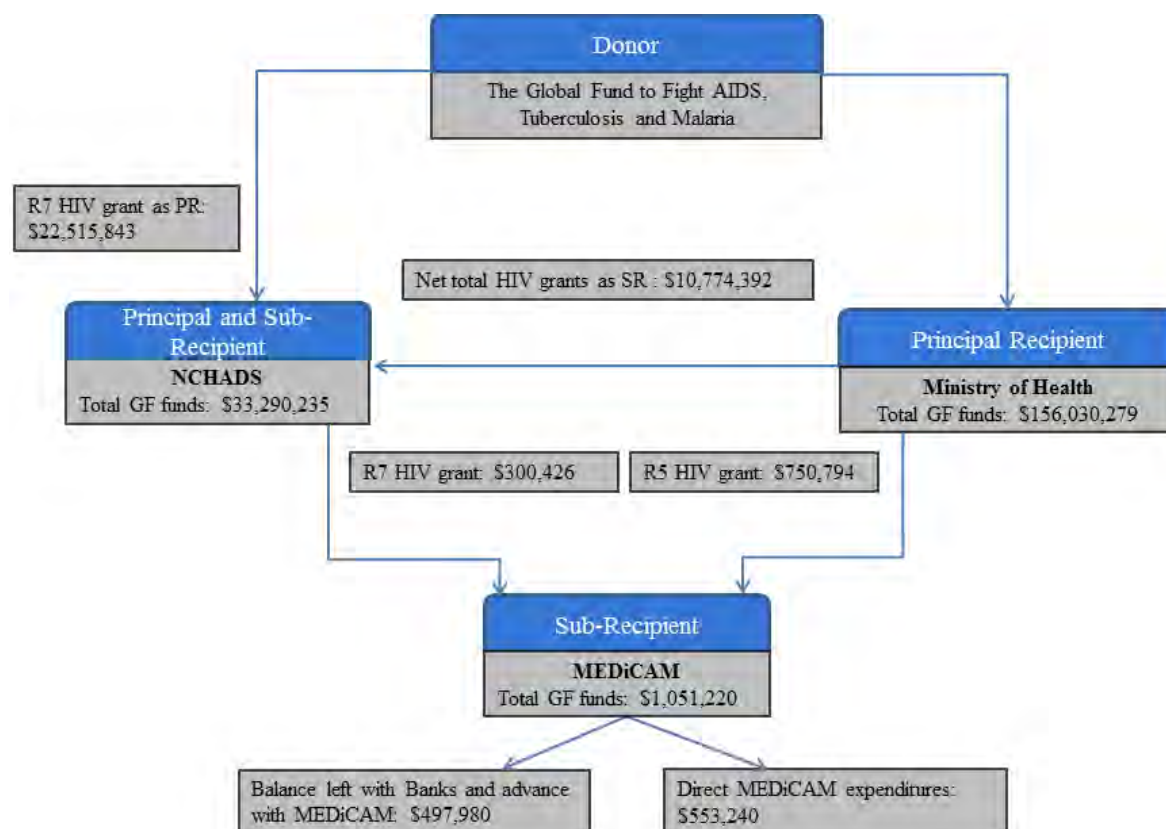 Donor
The Global Fund to Fight AIDS,
Tuberculosis and Malaria
R7 HIV grant as PR:
$22,515,843
Net total HIV grants as SR : $10,774,392
Principal and Sub-
Recipient
NCHADS
Total GF funds: $33,290,235
Principal Recipient
Ministry of Health
Total GF funds: $156,030,279
R7 HIV grant: $300,426
R5 HIV grant: $750,794
Sub-Recipient
MEDiCAM
Total GF funds: $1,051,220
Balance left with Banks and advance
with MEDiCAM: $497,980
Direct MEDiCAM expenditures:
$553,240